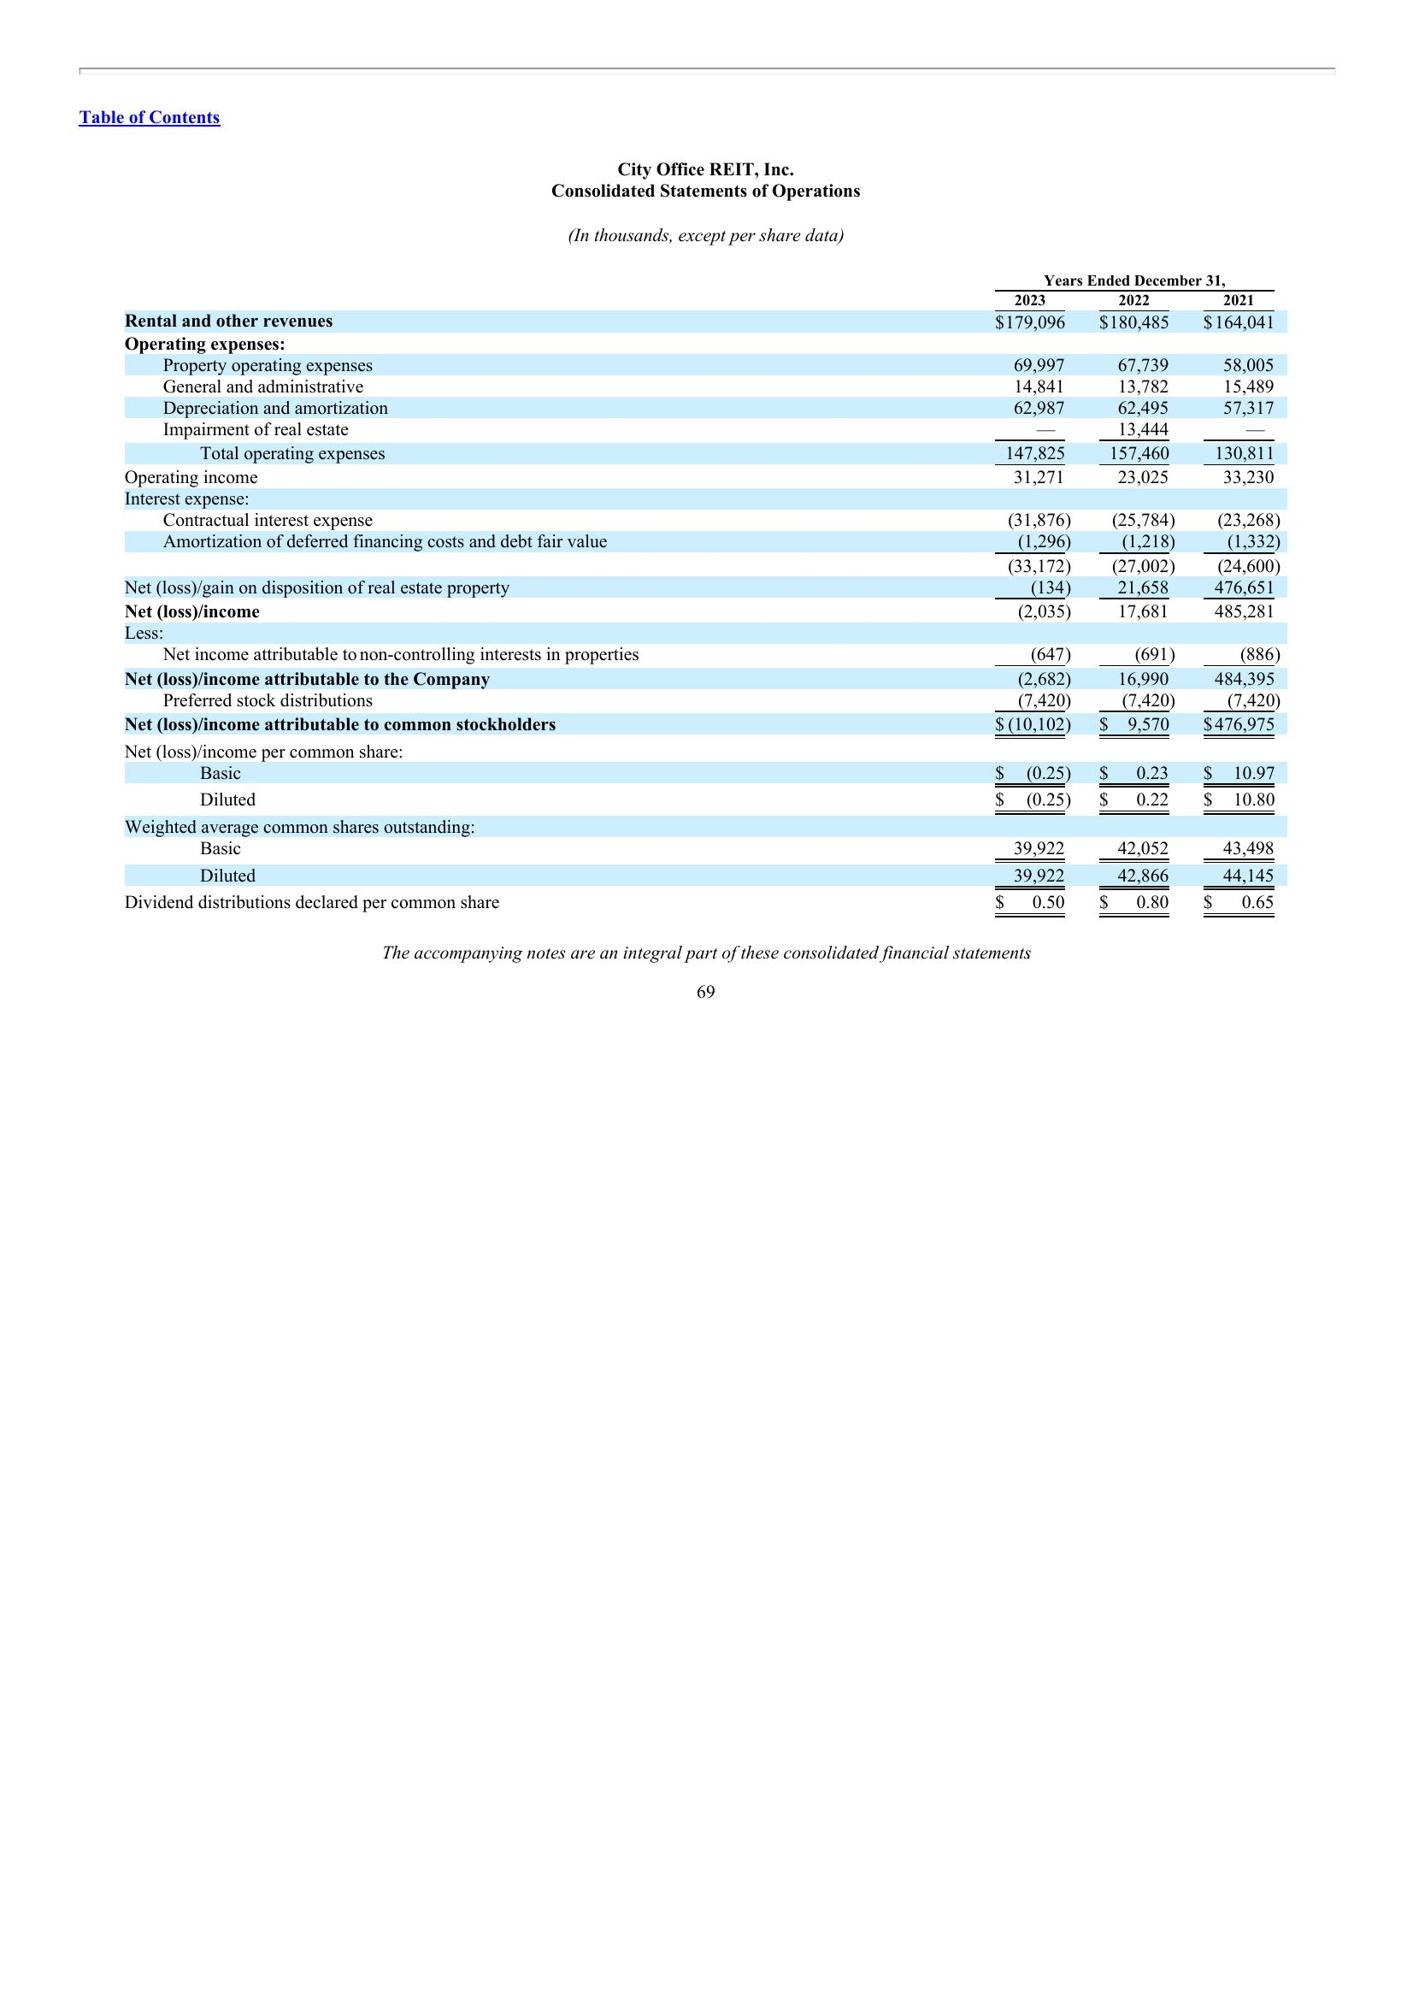 Table of Contents
City Office REIT, Inc.
Consolidated Statements of Operations
(In thousands, except per share data)
Years Ended December 31,
2023 2022 2021
Rental and other revenues $179,096 $180,485 $164,041
Operating expenses:
Property operating expenses 69,997 67,739 58,005
General and administrative 14,841 13,782 15,489
Depreciation and amortization 62,987 62,495 57,317
Impairment of real estate — 13,444 —
Total operating expenses 147,825 157,460 130,811
Operating income 31,271 23,025 33,230
Interest expense:
Contractual interest expense (31,876) (25,784) (23,268)
Amortization of deferred financing costs and debt fair value (1,296) (1,218) (1,332)
(33,172) (27,002) (24,600)
Net (loss)/gain on disposition of real estate property (134) 21,658 476,651
Net (loss)/income (2,035) 17,681 485,281
Less:
Net income attributable to non-controlling interests in properties (647) (691) (886)
Net (loss)/income attributable to the Company (2,682) 16,990 484,395
Preferred stock distributions (7,420) (7,420) (7,420)
Net (loss)/income attributable to common stockholders $(10,102) $ 9,570 $476,975
Net (loss)/income per common share:
Basic $ (0.25) $ 0.23 $ 10.97
Diluted $ (0.25) $ 0.22 $ 10.80
Weighted average common shares outstanding:
Basic 39,922 42,052 43,498
Diluted 39,922 42,866 44,145
Dividend distributions declared per common share $ 0.50 $ 0.80 $ 0.65
The accompanying notes are an integral part of these consolidated financial statements
69